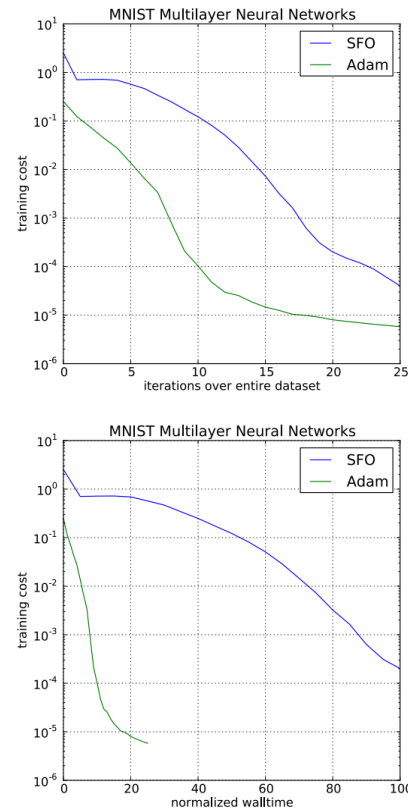 MNIST Multilayer Neural Networks
10^1
10^0
10^-1
10^-2
10^-3
10^-4
10^-5
10^-6
training cost
SFO
Adam
0 5 10 15 20 25
iterations over entire dataset
MNIST Multilayer Neural Networks
10^1
10^0
10^-1
10^-2
10^-3
10^-4
10^-5
10^-6
training cost
SFO
Adam
0 20 40 60 80 100
normalized walltime